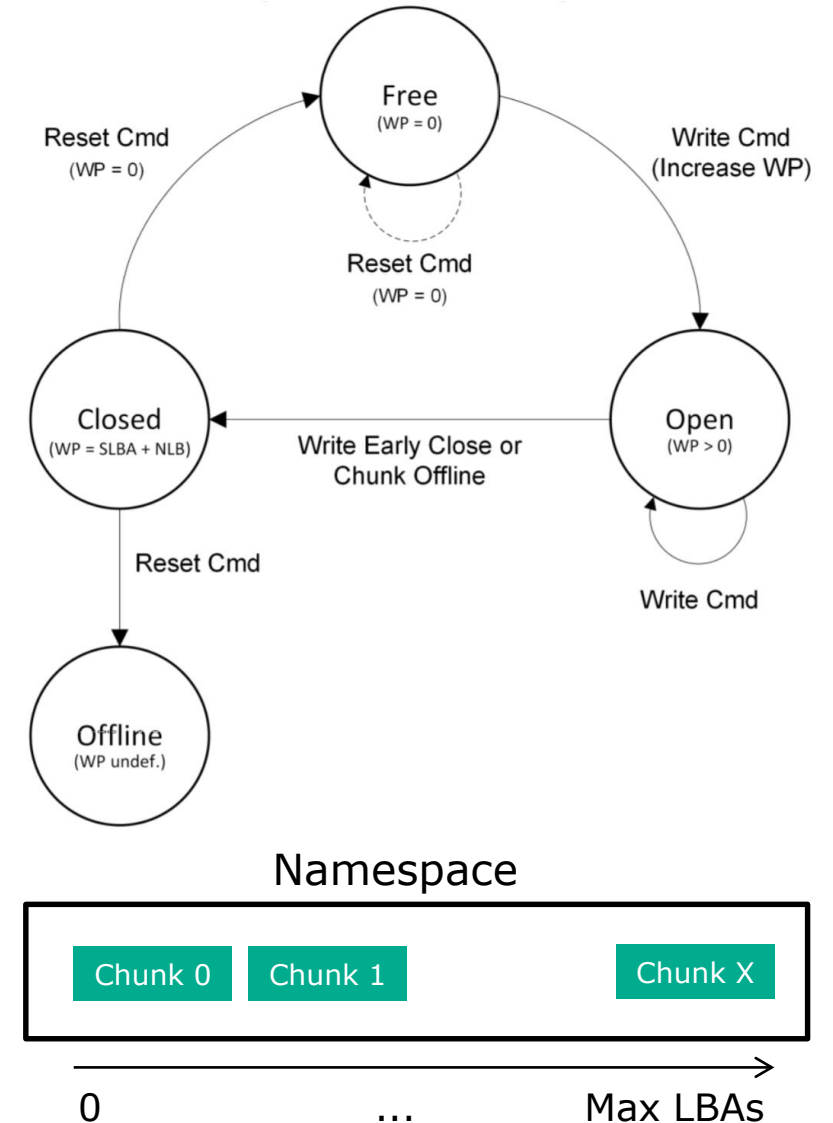 Free
(WP = 0)
Reset Cmd
(WP = 0)
Write Cmd
(Increase WP)
Reset Cmd
(WP = 0)
Closed
(WP = SLBA + NLB)
Write Early Close or
Chunk Offline
Open
(WP > 0)
Reset Cmd
Write Cmd
Offline
(WP undef.)
Namespace
Chunk 0 Chunk 1 Chunk X
0 ... Max LBAs